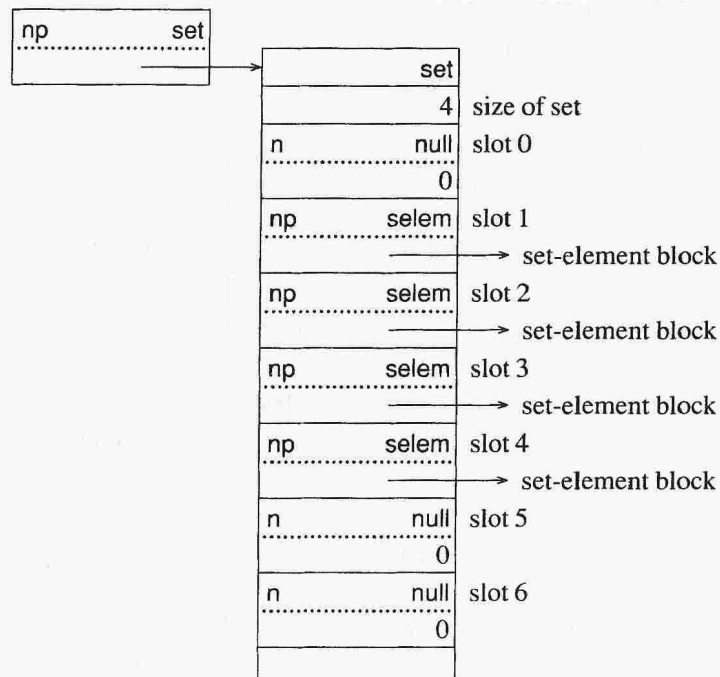 np set
set
4 size of set
n null slot 0
0
np selem slot 1
set-element block
np selem slot 2
set-element block
np selem slot 3
set-element block
np selem slot 4
set-element block
n null slot 5
0
n null slot 6
0